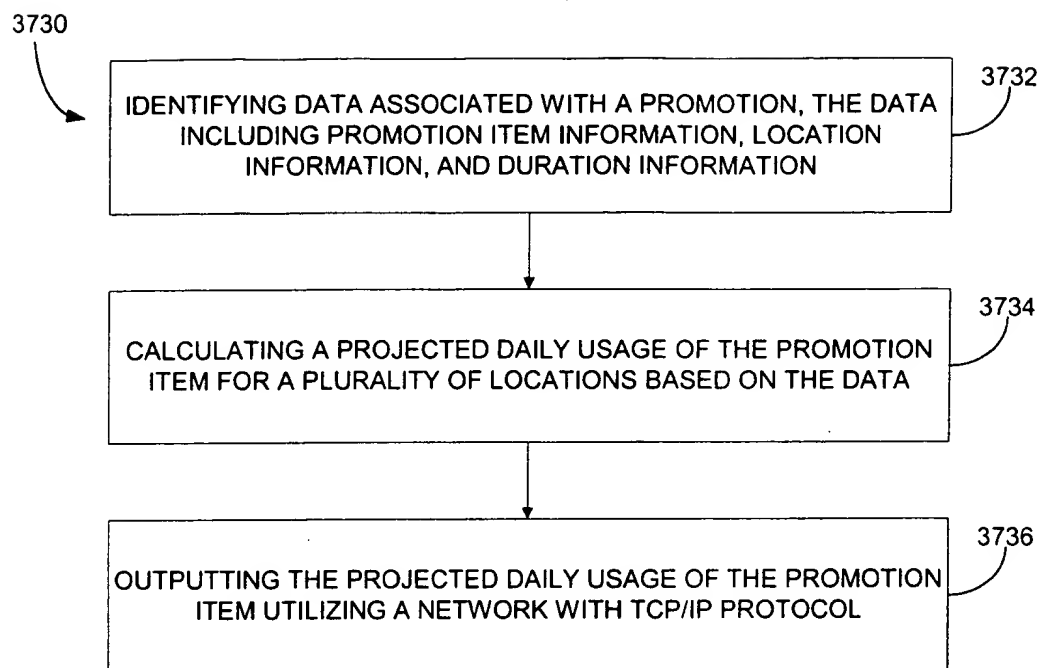 3730
3732
IDENTIFYING DATA ASSOCIATED WITH A PROMOTION, THE DATA
INCLUDING PROMOTION ITEM INFORMATION, LOCATION
INFORMATION, AND DURATION INFORMATION
3734
CALCULATING A PROJECTED DAILY USAGE OF THE PROMOTION
ITEM FOR A PLURALITY OF LOCATIONS BASED ON THE DATA
3736
OUTPUTTING THE PROJECTED DAILY USAGE OF THE PROMOTION
ITEM UTILIZING A NETWORK WITH TCP/IP PROTOCOL